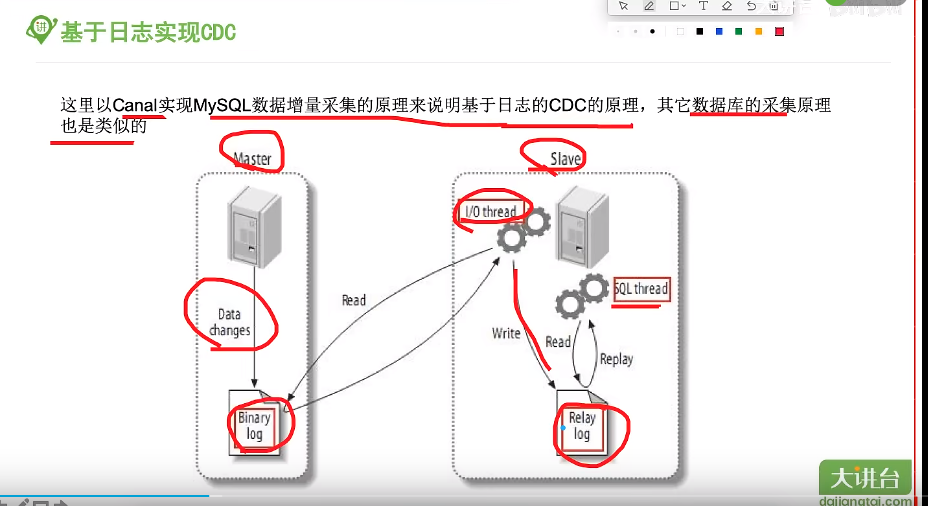 讲
基于日志实现CDC
T
这里以Canal实现MySQL数据增量采集的原理来说明基于日志的CDC的原理，其它数据库的采集原理
也是类似的
Master
Slave
I/O thread
SQL thread
Data
changes
Read
Write
Read
Replay
Binary
log
Relay
log
大讲台
dajiangtai.com